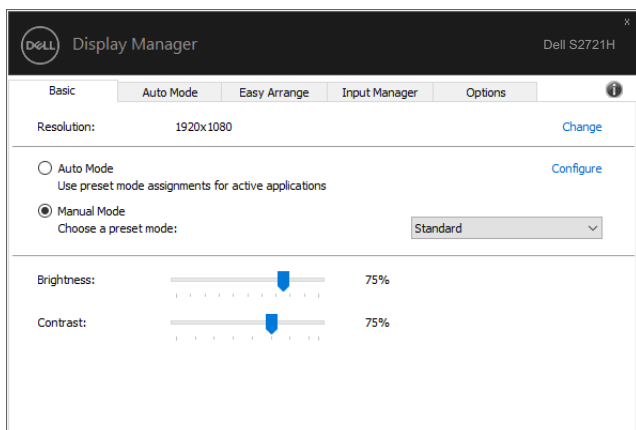 DELL Display Manager Dell S2721H x
Basic Auto Mode Easy Arrange Input Manager Options i
Resolution: 1920x1080 Change
Auto Mode Configure
Use preset mode assignments for active applications
Manual Mode
Choose a preset mode: Standard
Brightness: 75%
Contrast: 75%